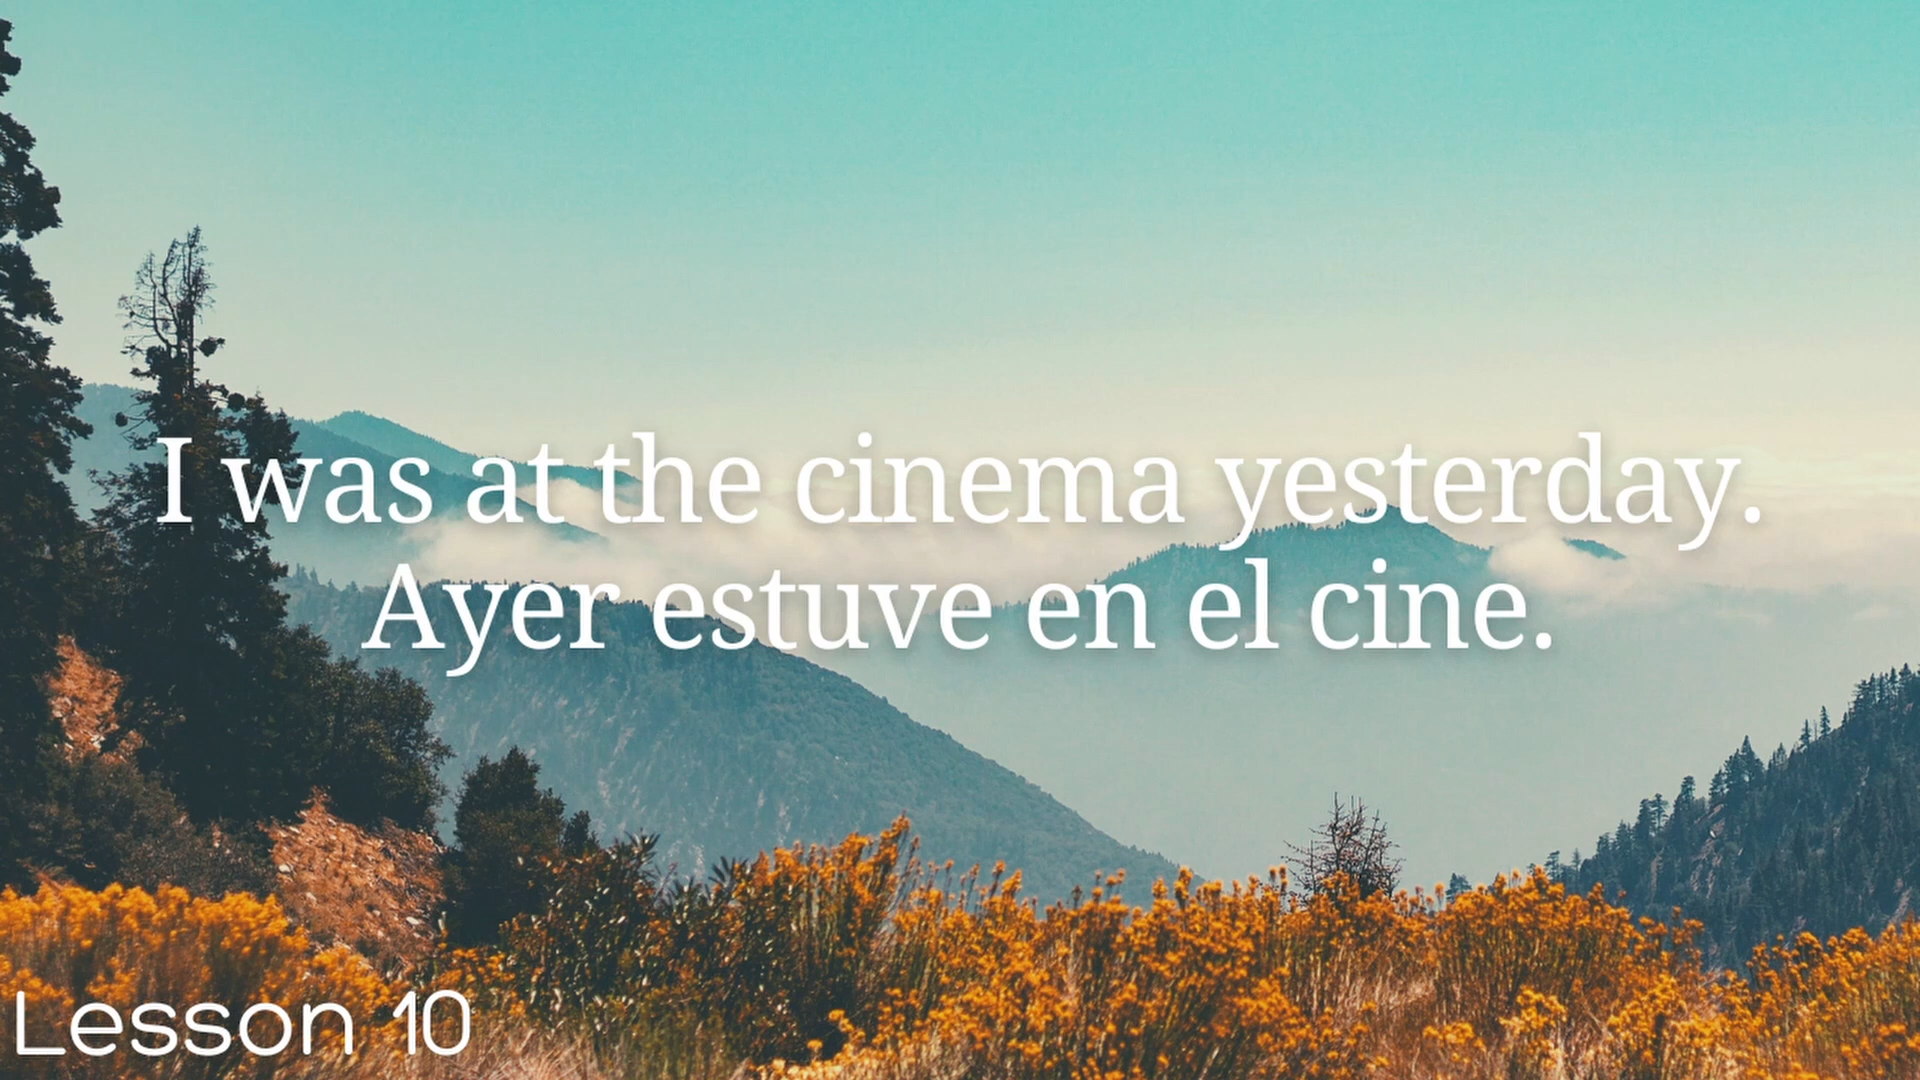 I was at the cinema yesterday.
Ayer estuve en el cine.
Lesson 10